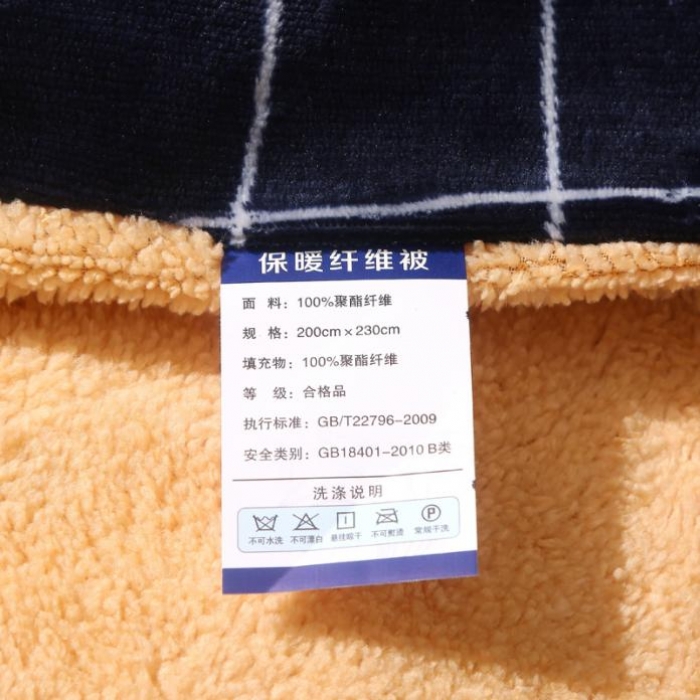 保暖纤维被
面 料：100%聚酯纤维
规 格：200cm×230cm
填充物：100%聚酯纤维
等 级：合格品
执行标准：GB/T22796-2009
安全类别：GB18401-2010 B类
洗涤说明
P
不可水洗 不可漂白 悬挂晾干 不可熨烫 常规干洗